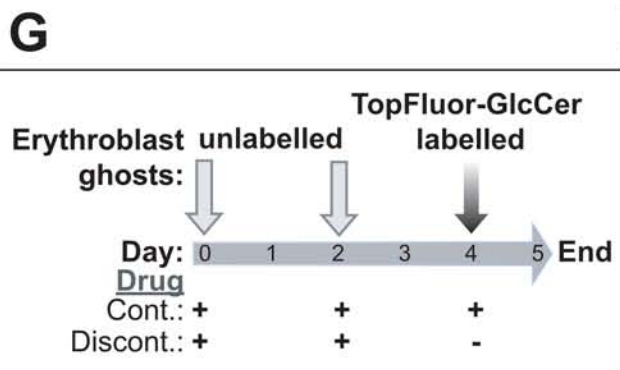 G
TopFluor-GlcCer
Erythroblast unlabelled labelled
ghosts:
Day: 0 1 2 3 4 5 End
Drug
Cont.: + + +
Discont.: + + -